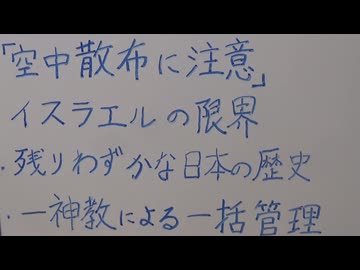 「空中散布に注意」
イスラエルの限界
・残りわずかな日本の歴史
・一神教による一括管理